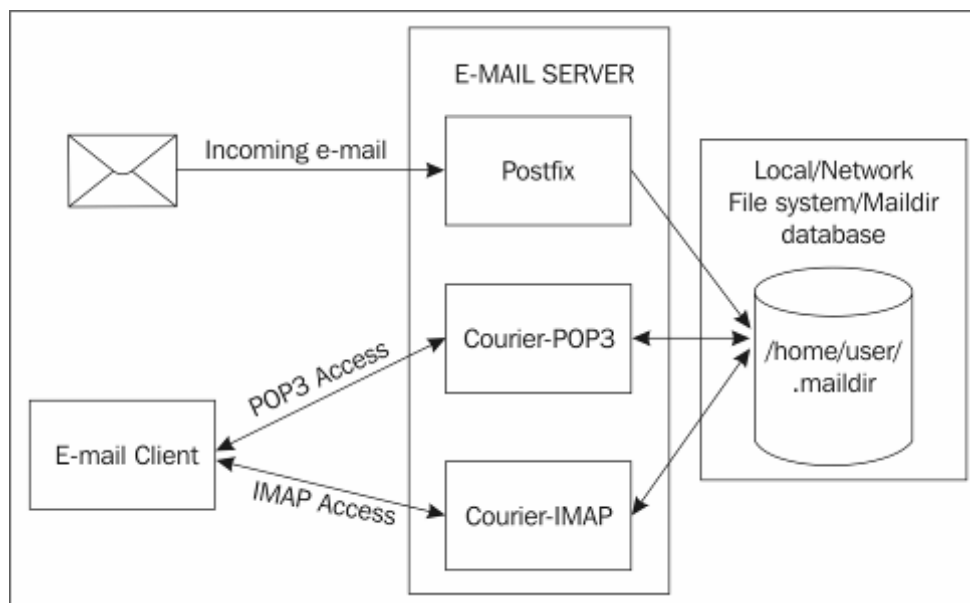 E-MAIL SERVER
Incoming e-mail
Postfix
Local/Network
File system/Maildir
database
Courier-POP3
/home/user/
.maildir
POP3 Access
E-mail Client
IMAP Access
Courier-IMAP